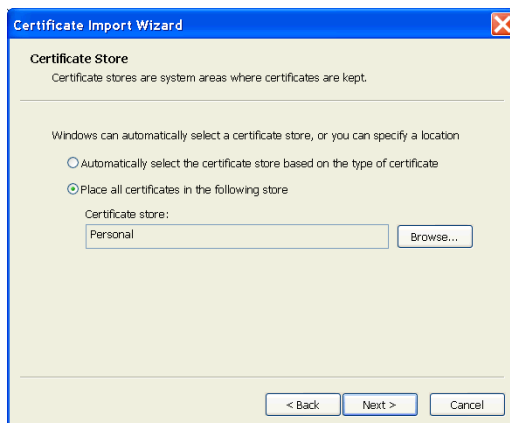 Certificate Import Wizard
Certificate Store
Certificate stores are system areas where certificates are kept.
Windows can automatically select a certificate store, or you can specify a location
Automatically select the certificate store based on the type of certificate
Place all certificates in the following store
Certificate store:
Personal
Browse...
< Back
Next >
Cancel